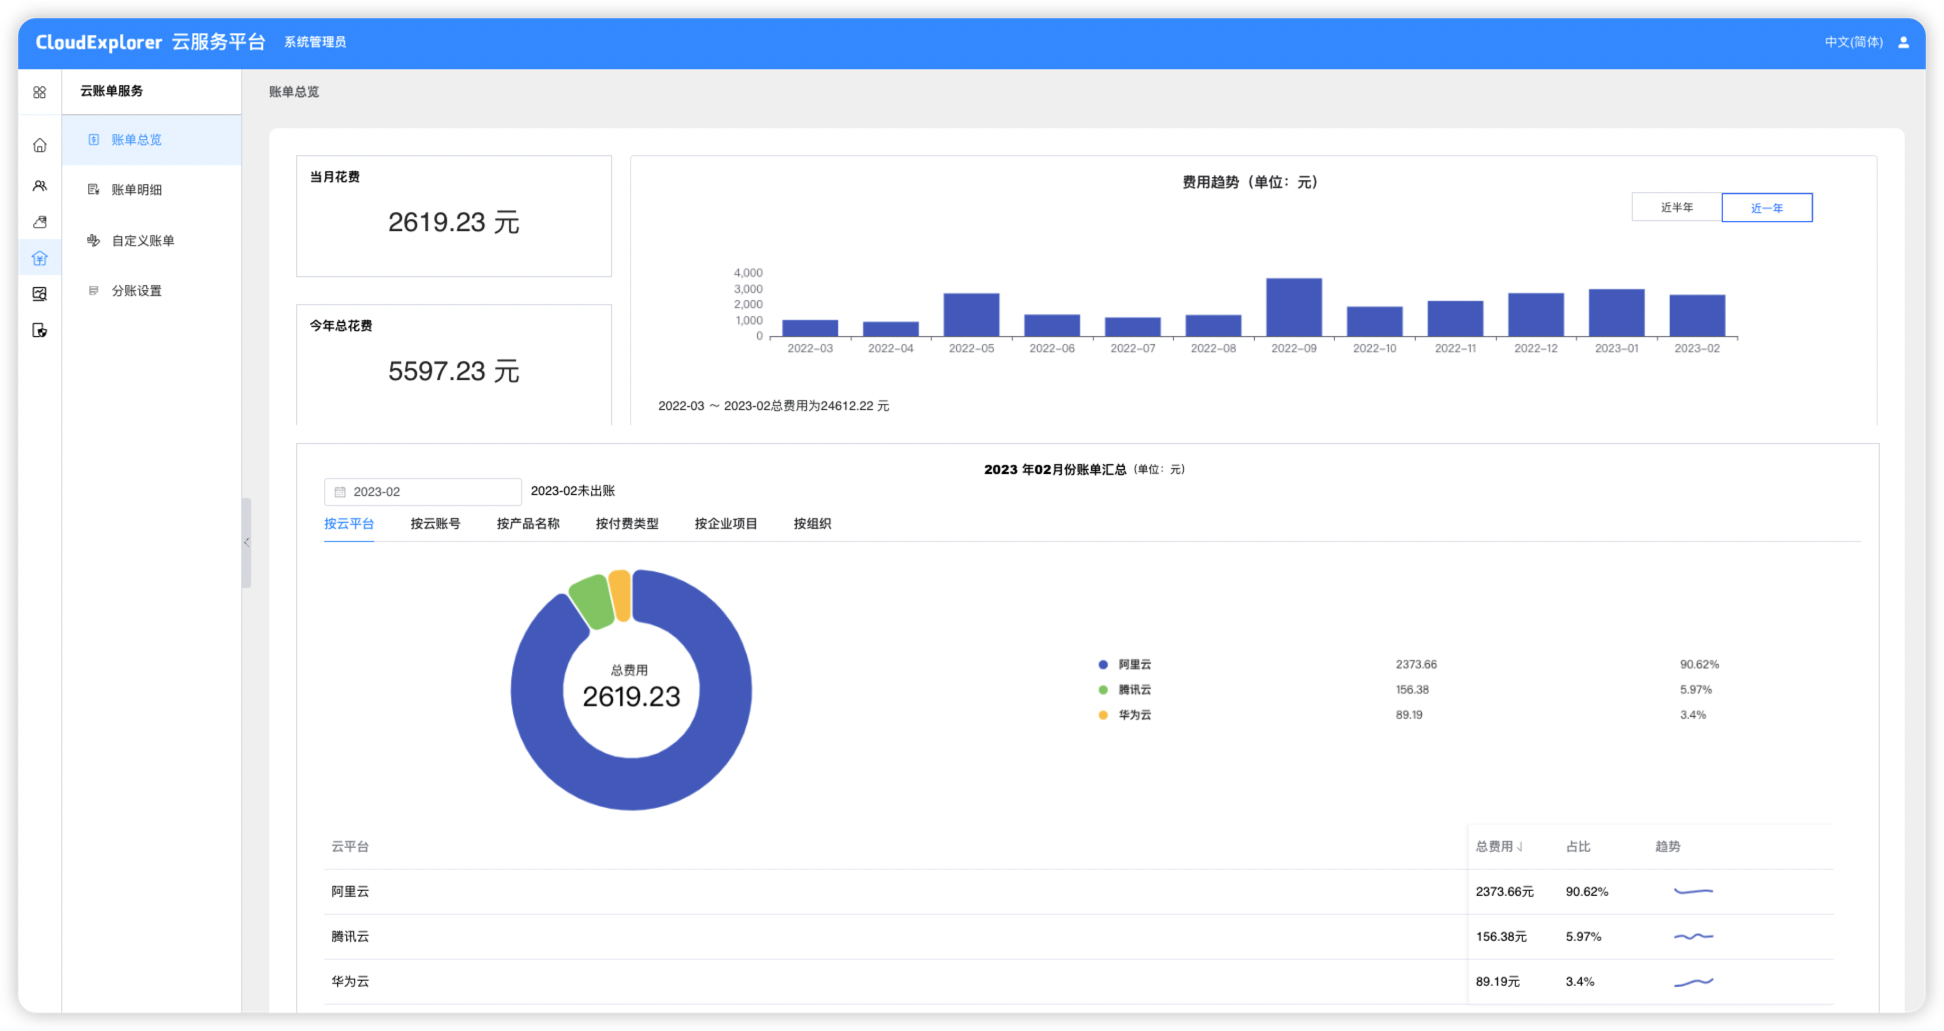 CloudExplorer 云服务平台 系统管理员 中文(简体)
云账单服务
账单总览
账单明细
自定义账单
分账设置
账单总览
当月花费
2619.23 元
今年总花费
5597.23 元
费用趋势（单位：元）
近半年 近一年
4,000
3,000
2,000
1,000
0
2022-03 2022-04 2022-05 2022-06 2022-07 2022-08 2022-09 2022-10 2022-11 2022-12 2023-01 2023-02
2022-03 ～ 2023-02总费用为24612.22 元
2023 年02月份账单汇总（单位：元）
2023-02 2023-02未出账
按云平台 按云账号 按产品名称 按付费类型 按企业项目 按组织
总费用
2619.23
阿里云 2373.66 90.62%
腾讯云 156.38 5.97%
华为云 89.19 3.4%
云平台 总费用 占比 趋势
阿里云 2373.66元 90.62%
腾讯云 156.38元 5.97%
华为云 89.19元 3.4%